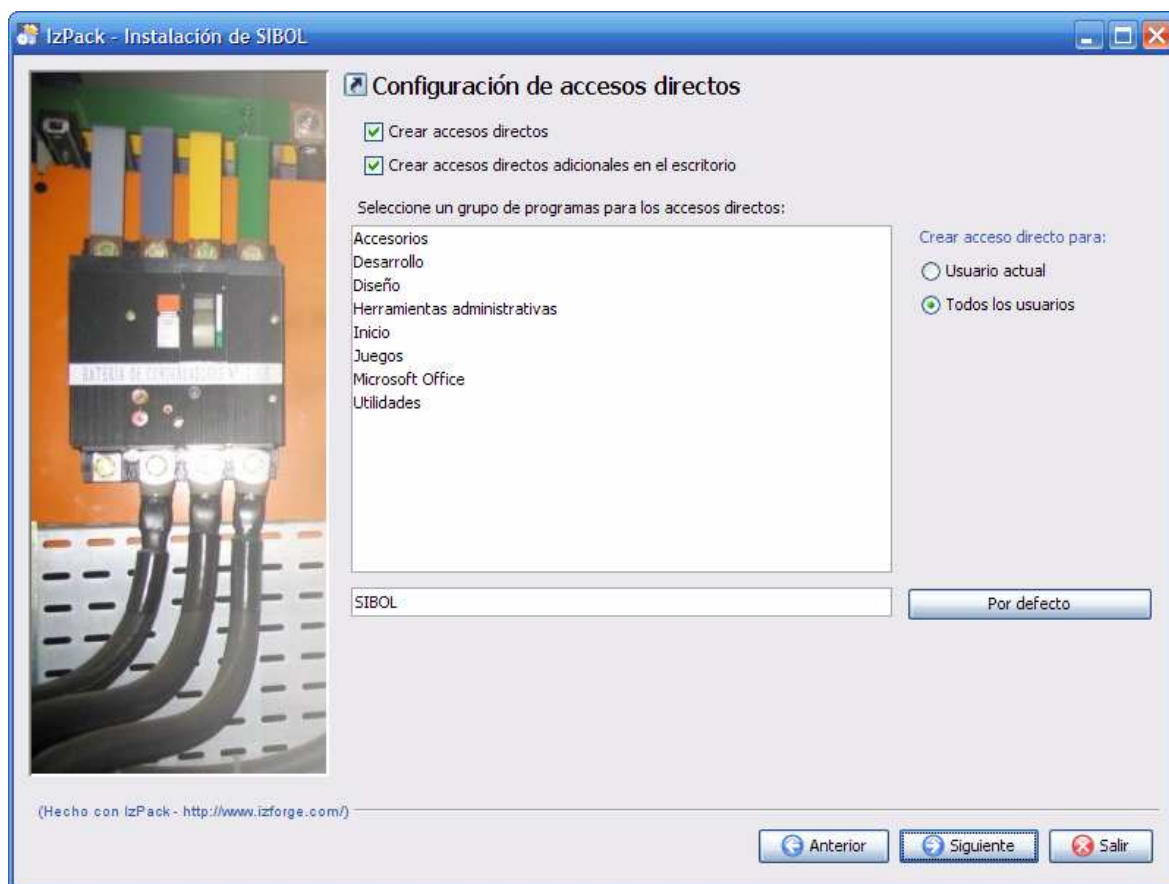 IzPack - Instalación de SIBOL
Configuración de accesos directos
Crear accesos directos
Crear accesos directos adicionales en el escritorio
Seleccione un grupo de programas para los accesos directos:
Accesorios
Desarrollo
Diseño
Herramientas administrativas
Inicio
Juegos
Microsoft Office
Utilidades
Crear acceso directo para:
Usuario actual
Todos los usuarios
SIBOL
Por defecto
BATERIA DE
(Hecho con IzPack - http://www.izforge.com/)
Anterior
Siguiente
Salir